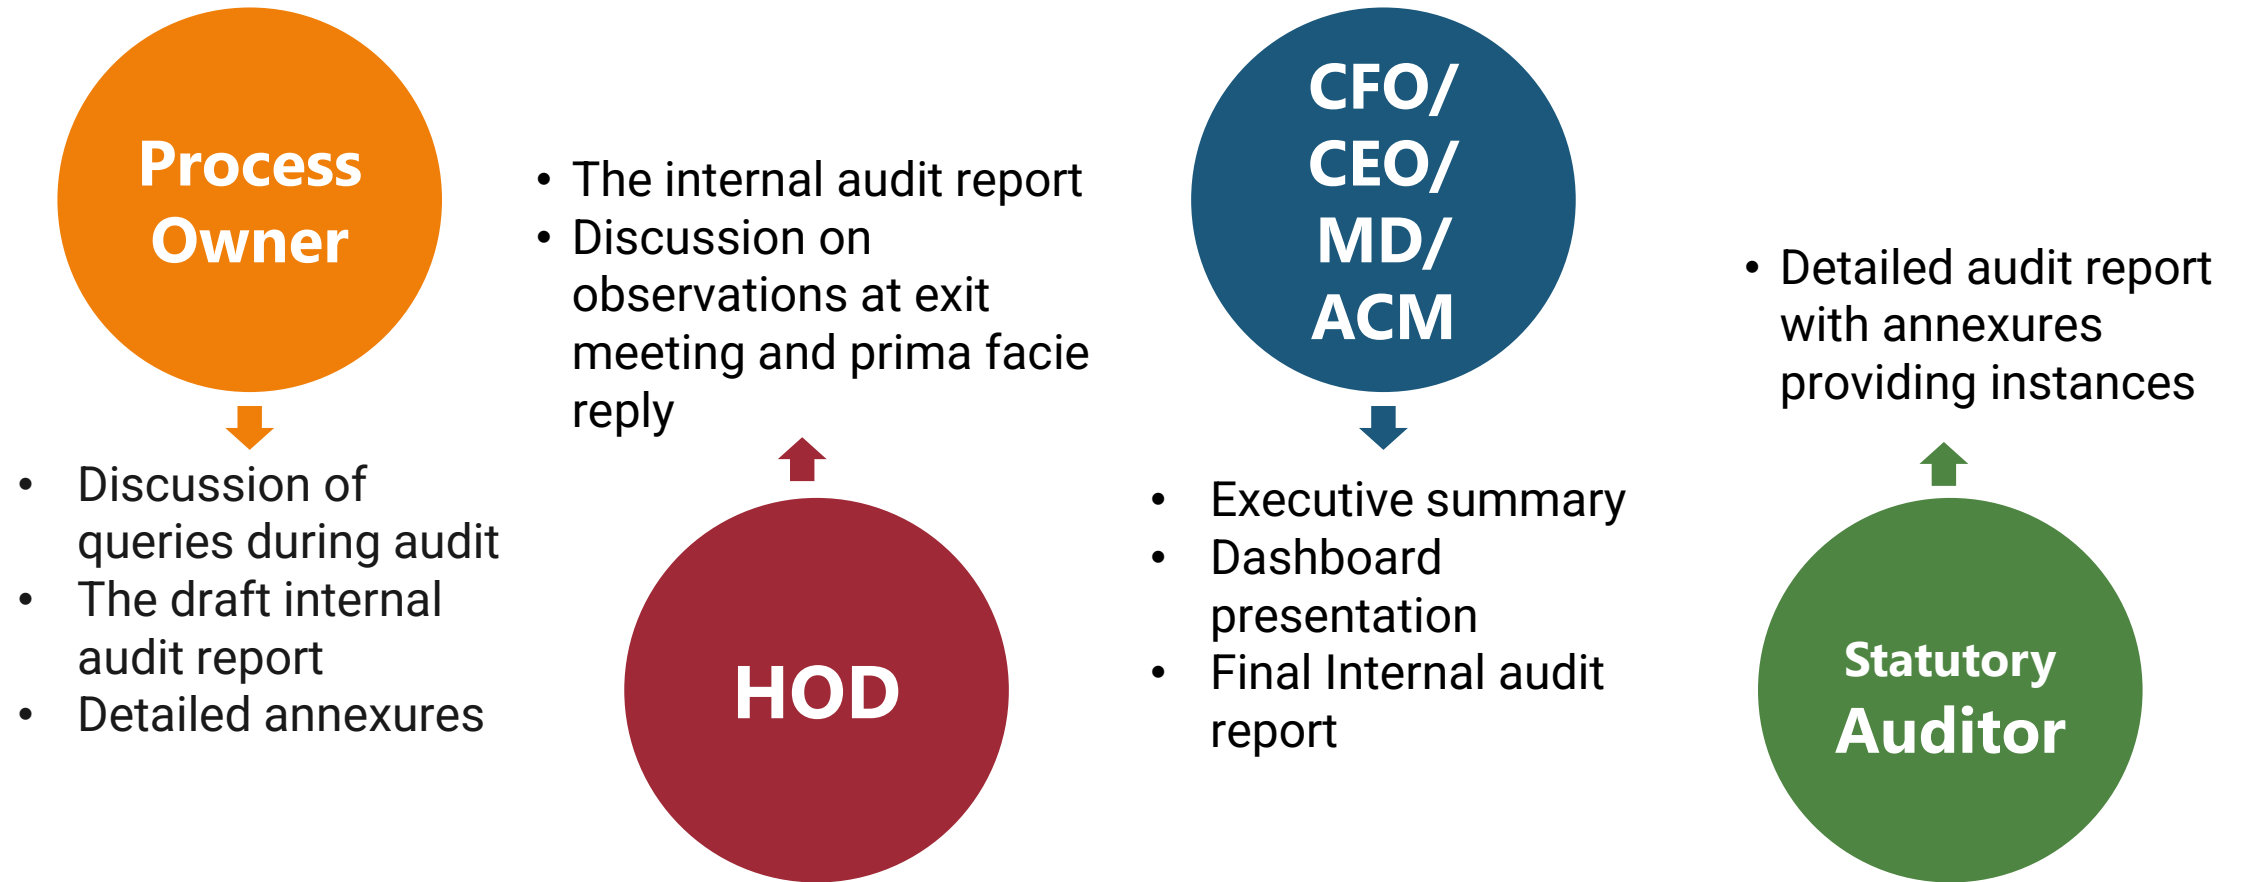 Process
Owner
• Discussion of
queries during audit
• The draft internal
audit report
• Detailed annexures
• The internal audit report
• Discussion on
observations at exit
meeting and prima facie
reply
HOD
CFO/
CEO/
MD/
ACM
• Executive summary
• Dashboard
presentation
• Final Internal audit
report
• Detailed audit report
with annexures
providing instances
Statutory
Auditor